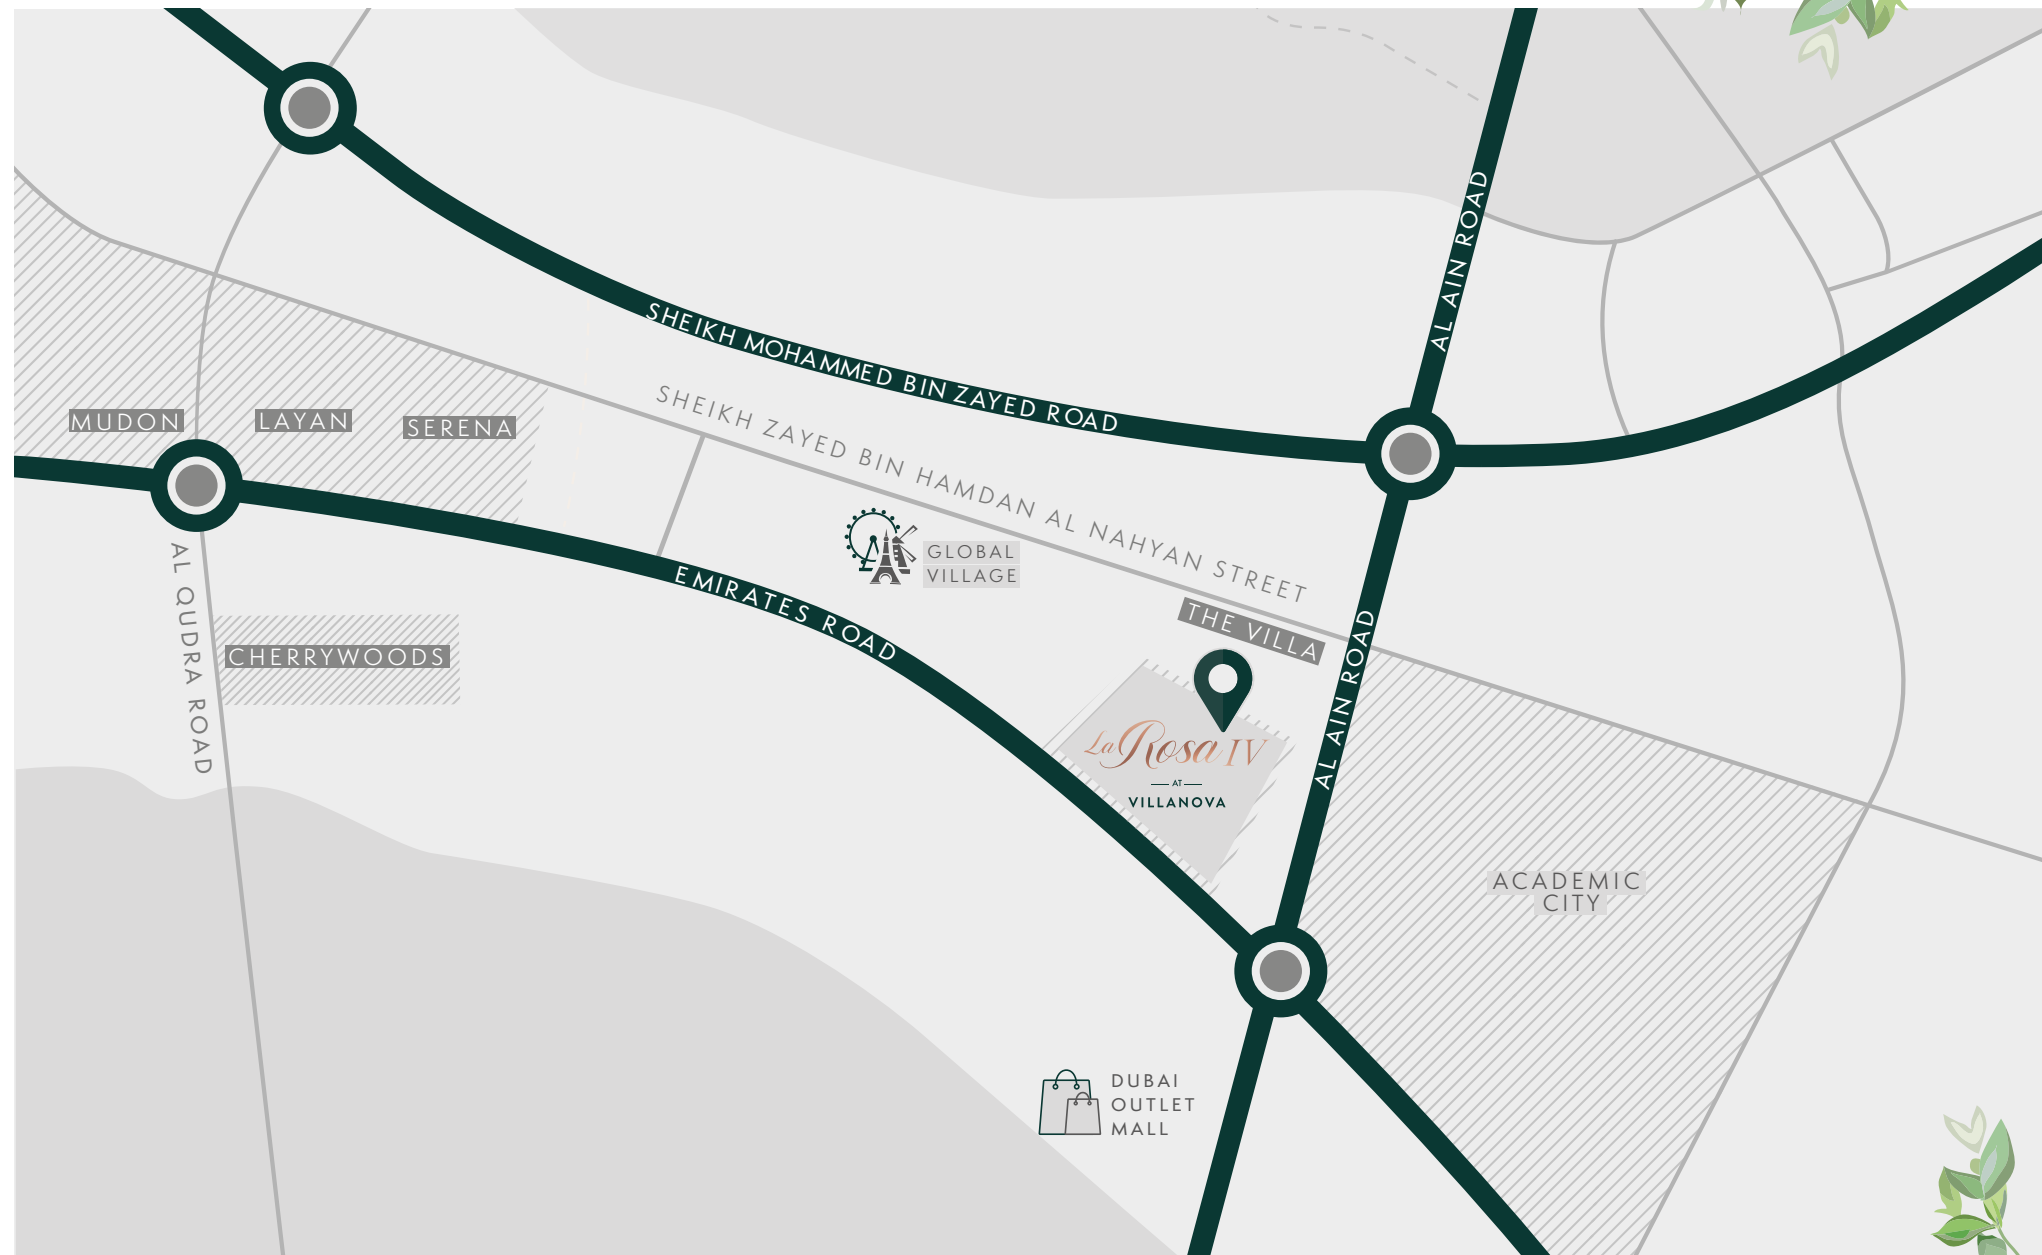 AL AIN ROAD
SHEIKH MOHAMMED BIN ZAYED ROAD
SHEIKH ZAYED BIN HAMDAN AL NAHYAN STREET
MUDON
LAYAN
SERENA
GLOBAL
VILLAGE
EMIRATES ROAD
AL QUDRA ROAD
CHERRYWOODS
THE VILLA
AL AIN ROAD
La Rosa IV
AT
VILLANOVA
ACADEMIC
CITY
DUBAI
OUTLET
MALL